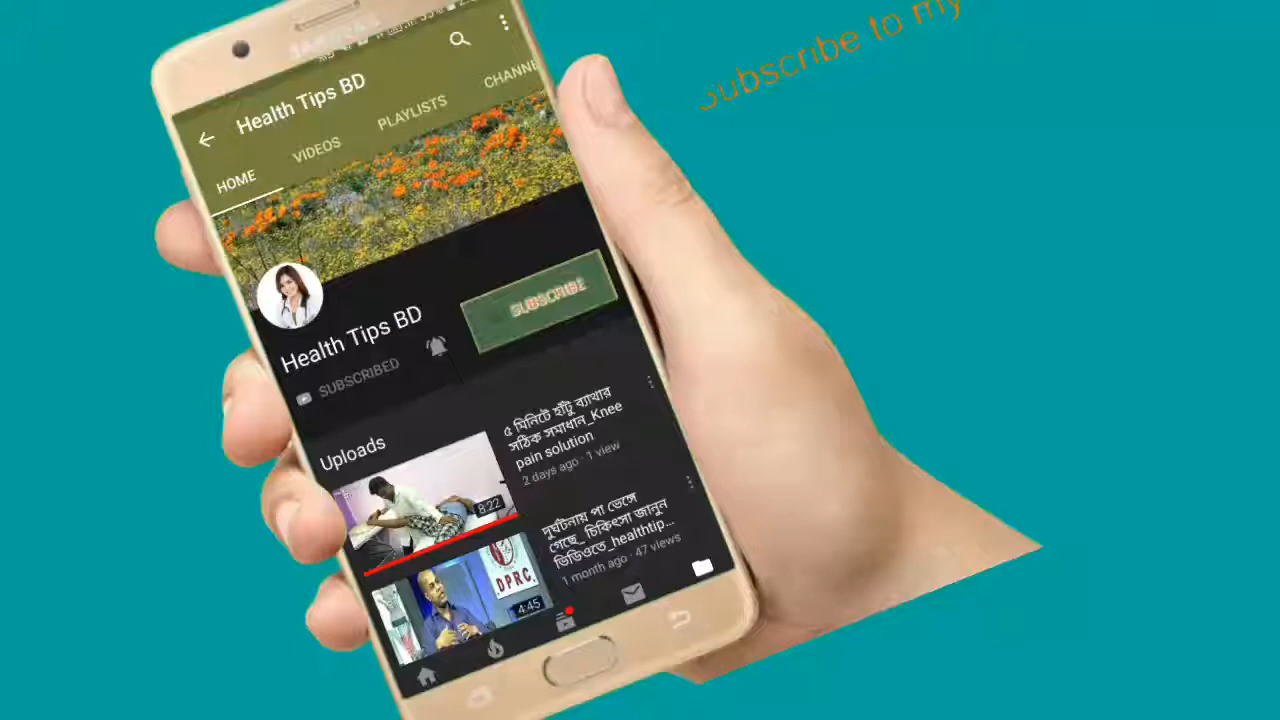 Subscribe to my
Health Tips BD
HOME
VIDEOS
PLAYLISTS
CHANNE
Health Tips BD
SUBSCRIBED
SUBSCRIBE
Uploads
৫ মিনিটে হাঁটু ব্যাথার
সঠিক সমাধান_Knee
pain solution
2 days ago · 1 view
8:22
দুর্ঘটনায় পা ভেঙ্গে
গেছে_ চিকিৎসা জানুন
ভিডিওতে_healthtip...
1 month ago · 47 views
DPRC
4:45